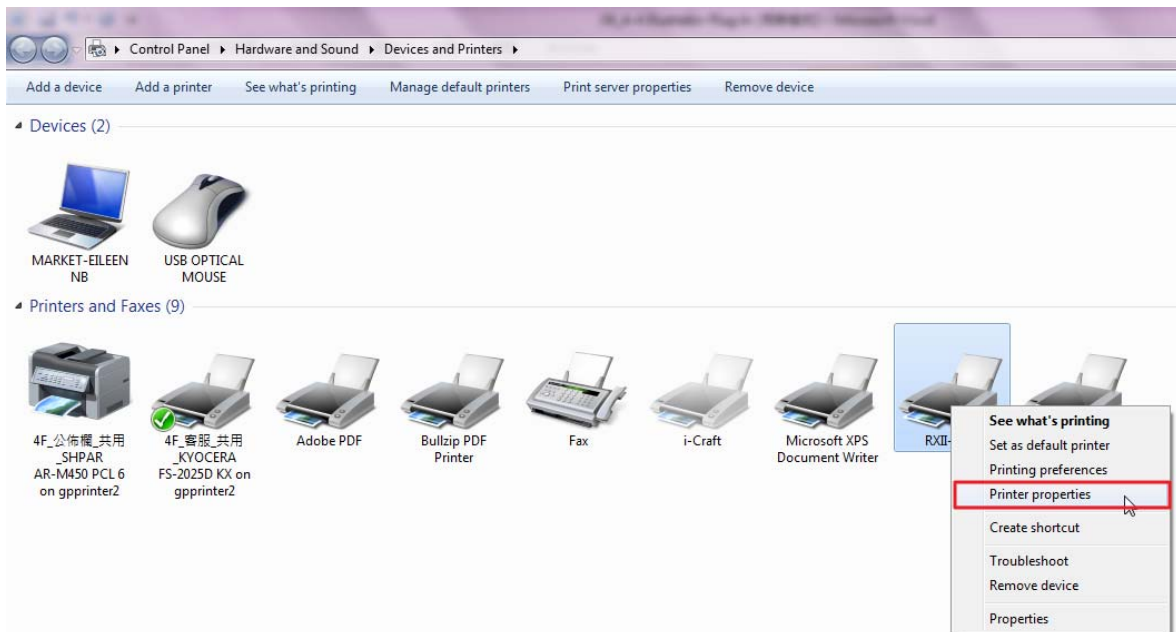 Control Panel ▸ Hardware and Sound ▸ Devices and Printers ▸
Add a device Add a printer See what's printing Manage default printers Print server properties Remove device
Devices (2)
MARKET-EILEEN
NB
USB OPTICAL
MOUSE
Printers and Faxes (9)
4F_公佈欄_共用
_SHPAR
AR-M450 PCL 6
on gpprinter2
4F_客服_共用
_KYOCERA
FS-2025D KX on
gpprinter2
Adobe PDF
Bullzip PDF
Printer
Fax
i-Craft
Microsoft XPS
Document Writer
RXII-
See what's printing
Set as default printer
Printing preferences
Printer properties
Create shortcut
Troubleshoot
Remove device
Properties